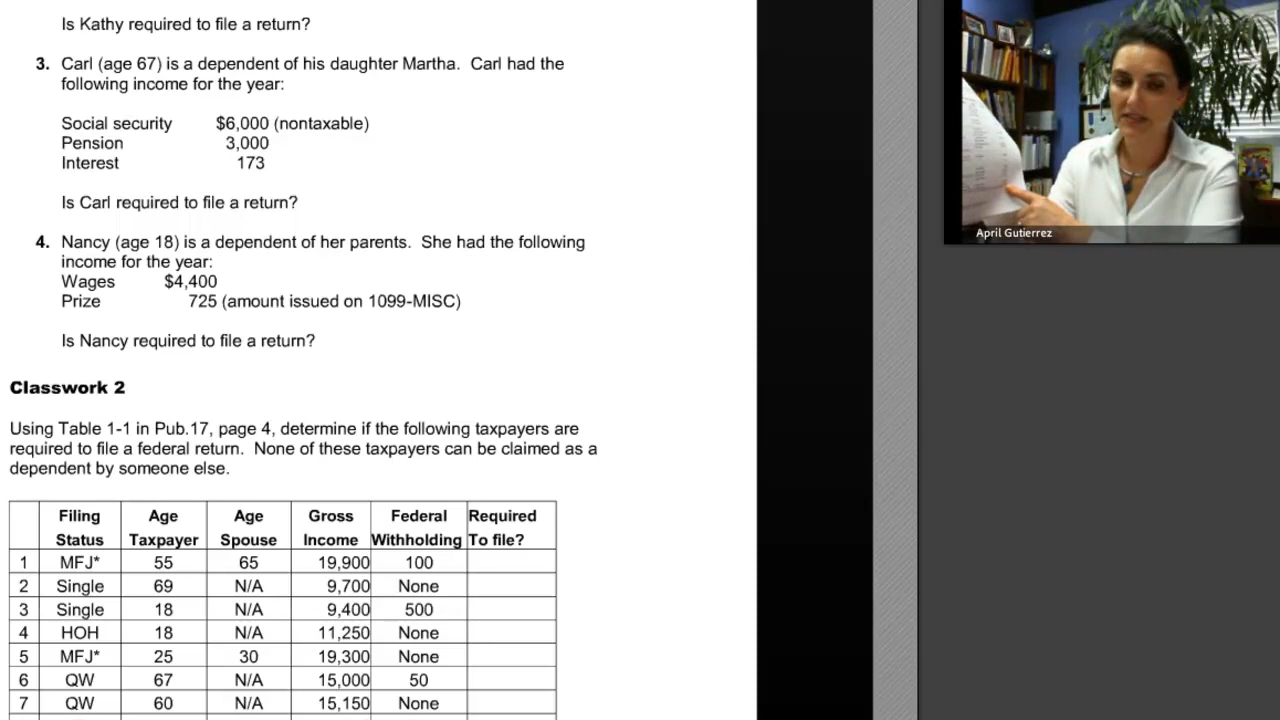 Is Kathy required to file a return?
3. Carl (age 67) is a dependent of his daughter Martha. Carl had the
following income for the year:
Social security $6,000 (nontaxable)
Pension 3,000
Interest 173
Is Carl required to file a return?
4. Nancy (age 18) is a dependent of her parents. She had the following
income for the year:
Wages $4,400
Prize 725 (amount issued on 1099-MISC)
Is Nancy required to file a return?
Classwork 2
Using Table 1-1 in Pub.17, page 4, determine if the following taxpayers are
required to file a federal return. None of these taxpayers can be claimed as a
dependent by someone else.
Filing Age Age Gross Federal Required
Status Taxpayer Spouse Income Withholding To file?
1 MFJ* 55 65 19,900 100
2 Single 69 N/A 9,700 None
3 Single 18 N/A 9,400 500
4 HOH 18 N/A 11,250 None
5 MFJ* 25 30 19,300 None
6 QW 67 N/A 15,000 50
7 QW 60 N/A 15,150 None
April Gutierrez